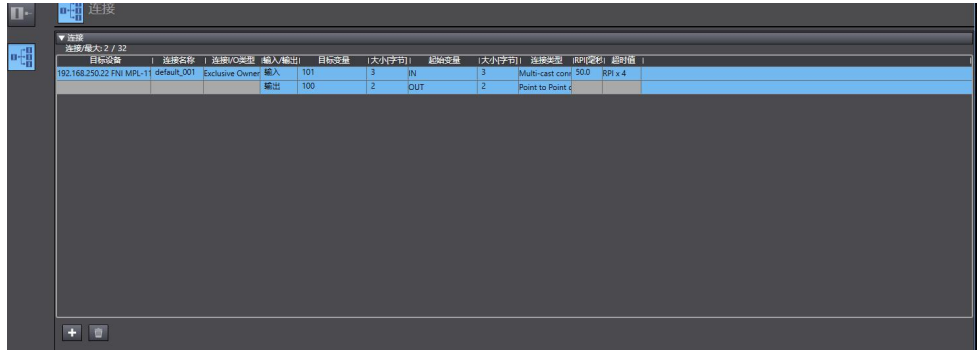 连接
▼连接
连接/最大: 2 / 32
目标设备 | 连接名称 | 连接I/O类型 |输入/输出| 目标变量 |大小[字节]| 起始变量 |大小[字节]| 连接类型 |RPI[毫秒]| 超时值 |
192.168.250.22 FNI MPL-11 default_001 Exclusive Owner 输入 101 3 IN 3 Multi-cast conn 50.0 RPI x 4
输出 100 2 OUT 2 Point to Point c